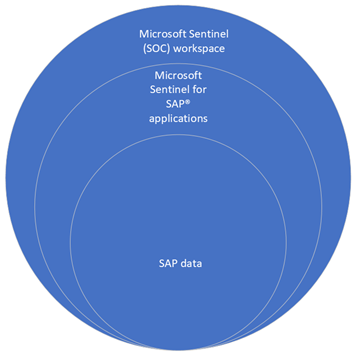 Microsoft Sentinel
(SOC) workspace
Microsoft
Sentinel for
SAP®
applications
SAP data